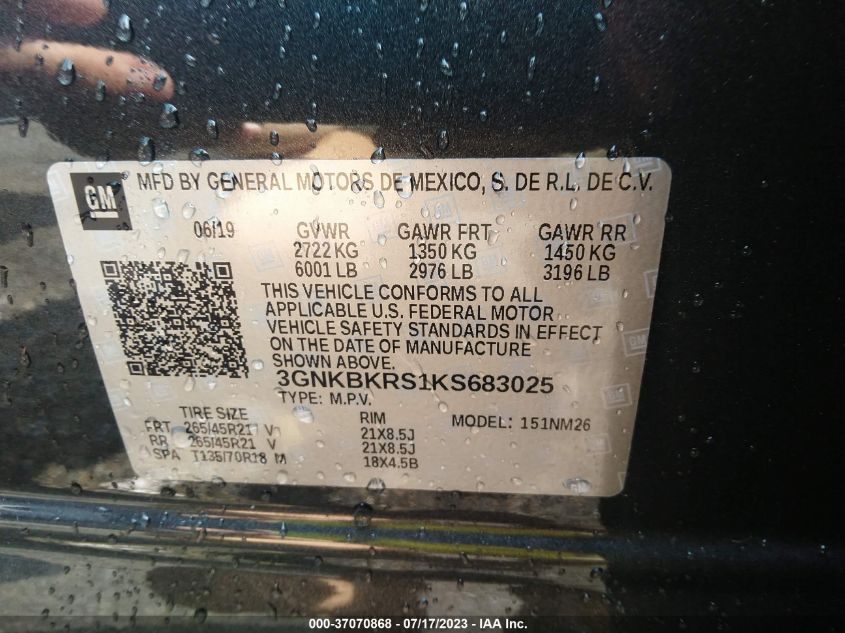 GM
MFD BY GENERAL MOTORS DE MEXICO, S. DE R.L. DE C.V.
06/19 GVWR GAWR FRT GAWR RR
2722 KG 1350 KG 1450 KG
6001 LB 2976 LB 3196 LB
THIS VEHICLE CONFORMS TO ALL
APPLICABLE U.S. FEDERAL MOTOR
VEHICLE SAFETY STANDARDS IN EFFECT
ON THE DATE OF MANUFACTURE
SHOWN ABOVE.
3GNKBKRS1KS683025
TYPE: M.P.V.
TIRE SIZE RIM MODEL: 151NM26
FRT 265/45R21 V 21X8.5J
RR 265/45R21 V 21X8.5J
SPA T135/70R18 M 18X4.5B
000-37070868 - 07/17/2023 - IAA Inc.